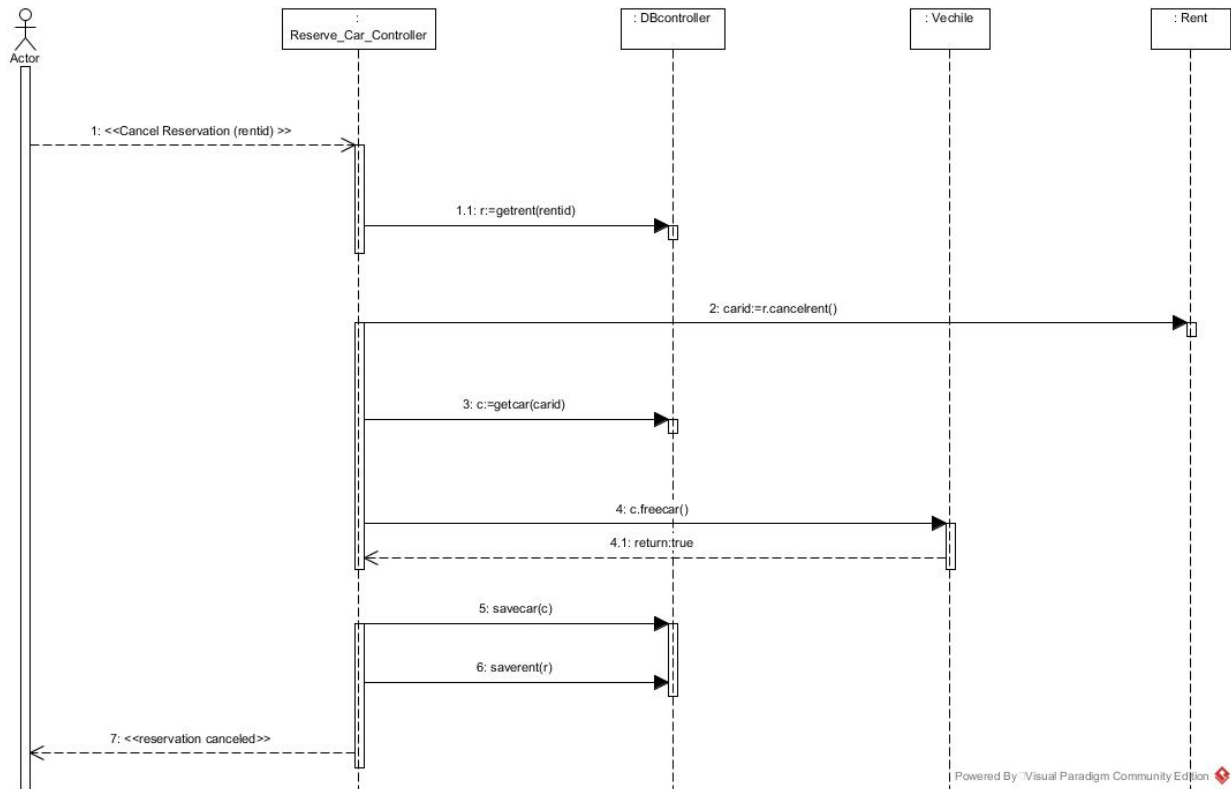 :
Reserve_Car_Controller
: DBcontroller
: Vechile
: Rent
Actor
1: <<Cancel Reservation (rentid) >>
1.1: r:=getrent(rentid)
2: carid:=r.cancelrent()
3: c:=getcar(carid)
4: c.freecar()
4.1: return:true
5: savecar(c)
6: saverent(r)
7: <<reservation canceled>>
Powered By Visual Paradigm Community Edition